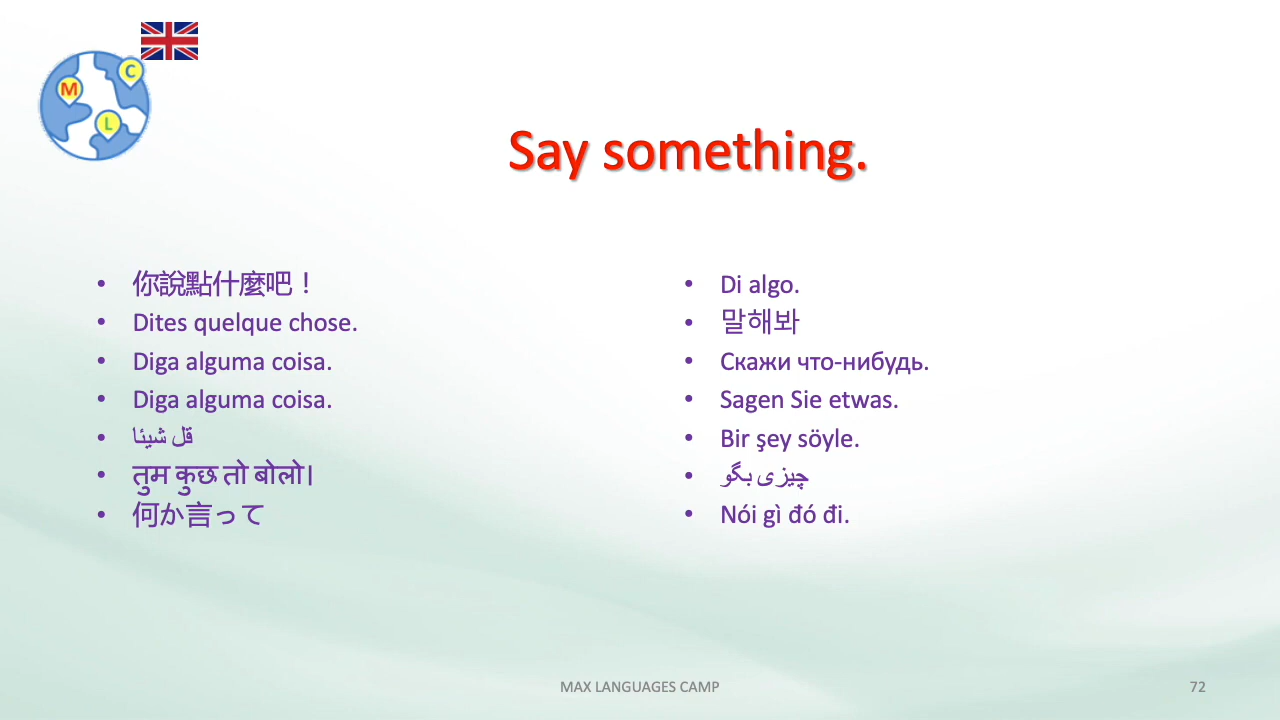 M
C
L
Say something.
• 你說點什麼吧！
• Dites quelque chose.
• Diga alguma coisa.
• Diga alguma coisa.
• قل شيئا
• तुम कुछ तो बोलो।
• 何か言って
• Di algo.
• 말해봐
• Скажи что-нибудь.
• Sagen Sie etwas.
• Bir şey söyle.
• چیزی بگو
• Nói gì đó đi.
MAX LANGUAGES CAMP
72